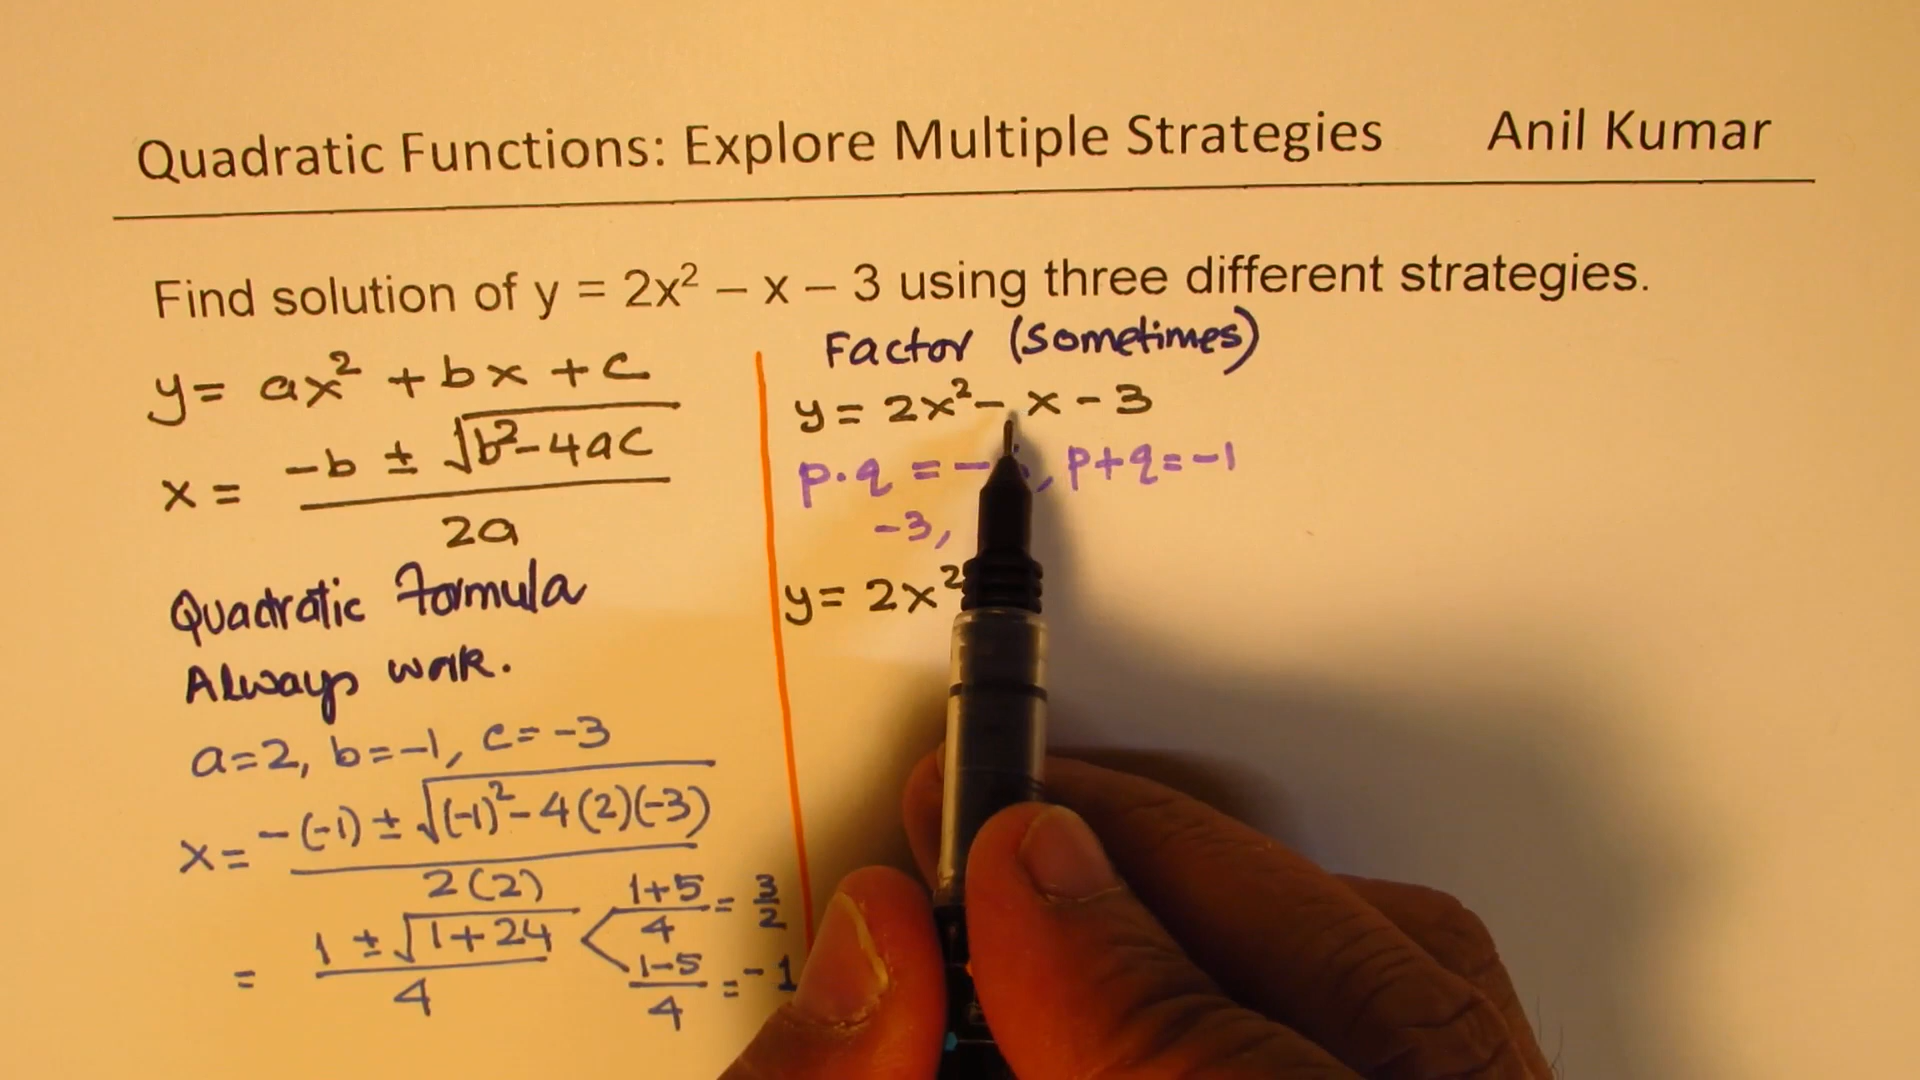 Quadratic Functions: Explore Multiple Strategies Anil Kumar
Find solution of y = 2x² – x – 3 using three different strategies.
y = ax² + bx + c
x = (-b ± √(b²-4ac))/2a
Quadratic Formula
Always work.
a=2, b=-1, c=-3
x = (-(-1) ± √((-1)²-4(2)(-3)))/2(2)
= (1 ± √(1+24))/4 < (1+5)/4 = 3/2
(1-5)/4 = -1
Factor (sometimes)
y = 2x² - x - 3
p·q = - , p+q=-1
-3,
y = 2x²